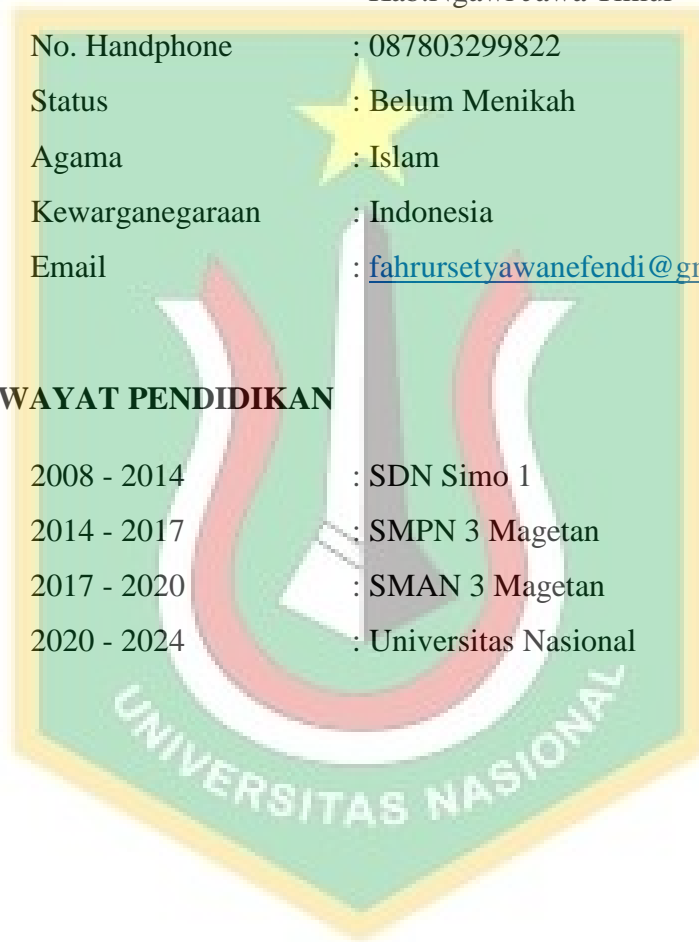 No. Handphone : 087803299822
Status : Belum Menikah
Agama : Islam
Kewarganegaraan : Indonesia
Email : fahrursetyawanefendi@g
WAYAT PENDIDIKAN
2008 - 2014 : SDN Simo 1
2014 - 2017 : SMPN 3 Magetan
2017 - 2020 : SMAN 3 Magetan
2020 - 2024 : Universitas Nasional
UNIVERSITAS NASIONAL